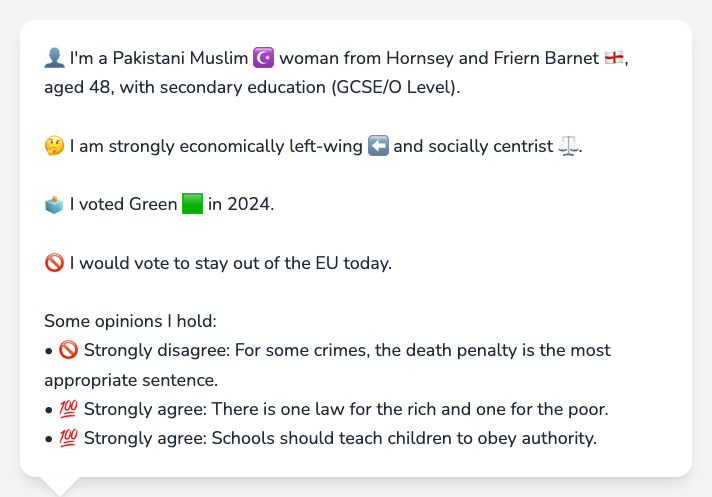 👤 I'm a Pakistani Muslim ☪️ woman from Hornsey and Friern Barnet 🏴󠁧󠁢󠁥󠁮󠁧󠁿,
aged 48, with secondary education (GCSE/O Level).
🤔 I am strongly economically left-wing ⬅️ and socially centrist ⚖️.
🗳️ I voted Green 🟩 in 2024.
🚫 I would vote to stay out of the EU today.
Some opinions I hold:
• 🚫 Strongly disagree: For some crimes, the death penalty is the most
appropriate sentence.
• 💯 Strongly agree: There is one law for the rich and one for the poor.
• 💯 Strongly agree: Schools should teach children to obey authority.